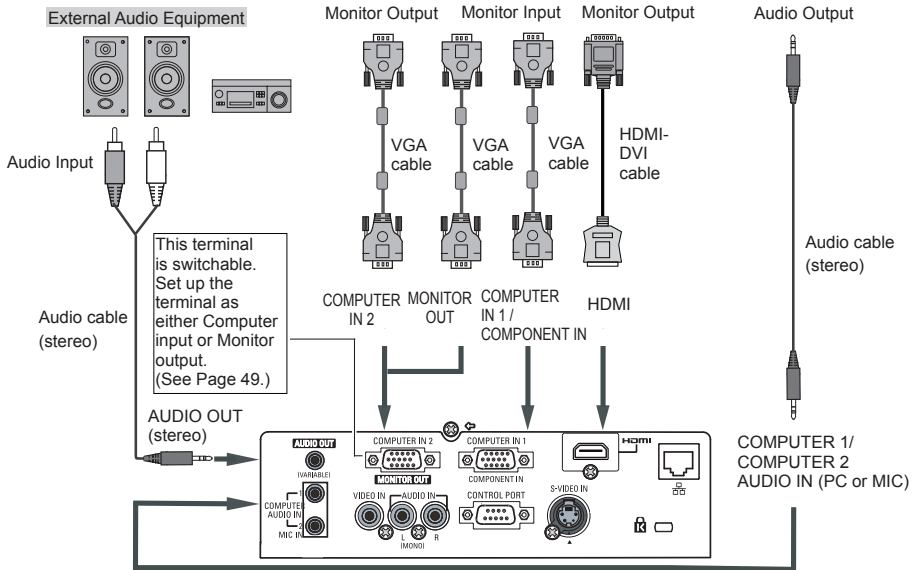 External Audio Equipment
Monitor Output
Monitor Input
Monitor Output
Audio Output
Audio Input
VGA
cable
VGA
cable
VGA
cable
HDMI-
DVI
cable
Audio cable
(stereo)
This terminal
is switchable.
Set up the
terminal as
either Computer
input or Monitor
output.
(See Page 49.)
Audio cable
(stereo)
COMPUTER
IN 2
MONITOR
OUT
COMPUTER
IN 1 /
COMPONENT IN
HDMI
AUDIO OUT
(stereo)
COMPUTER 1/
COMPUTER 2
AUDIO IN (PC or MIC)
AUDIO OUT
(VARIABLE)
COMPUTER IN 2
MONITOR OUT
COMPUTER IN 1
COMPONENT IN
HDMI
1
COMPUTER
AUDIO IN
2
MIC IN
VIDEO IN
AUDIO IN
L
(MONO)
R
CONTROL PORT
S-VIDEO IN
K